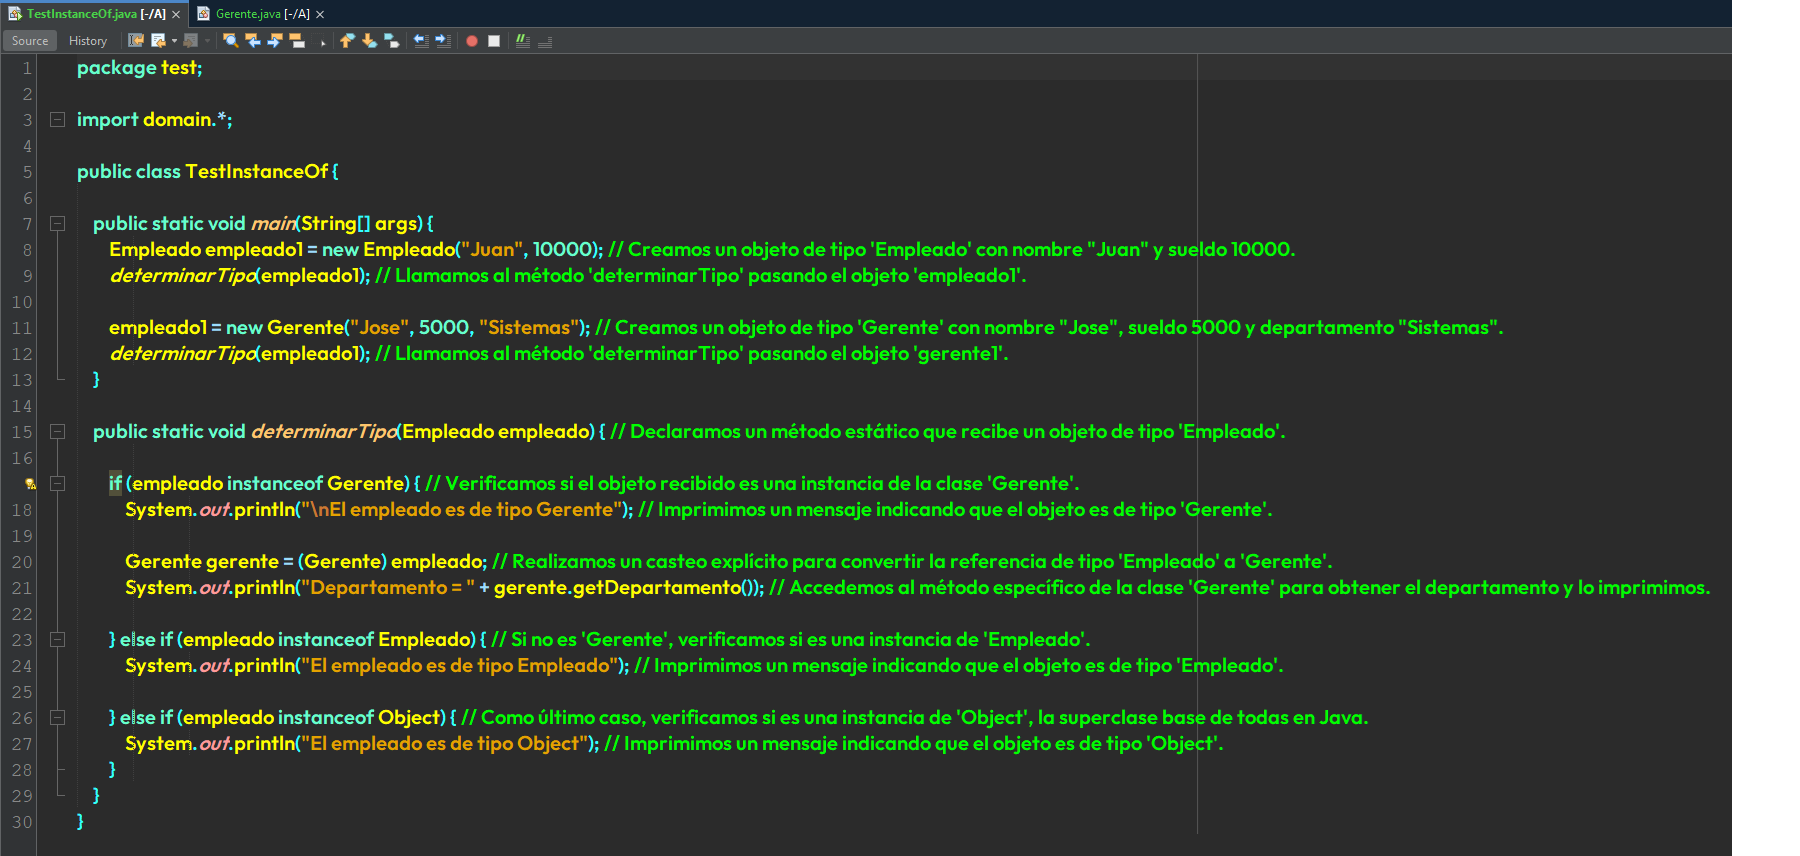 TestInstanceOf.java [-/A] × Gerente.java [-/A] ×
Source History
1 package test;
2
3 import domain.*;
4
5 public class TestInstanceOf {
6
7 public static void main(String[] args) {
8 Empleado empleado1 = new Empleado("Juan", 10000); // Creamos un objeto de tipo 'Empleado' con nombre "Juan" y sueldo 10000.
9 determinarTipo(empleado1); // Llamamos al método 'determinarTipo' pasando el objeto 'empleado1'.
10
11 empleado1 = new Gerente("Jose", 5000, "Sistemas"); // Creamos un objeto de tipo 'Gerente' con nombre "Jose", sueldo 5000 y departamento "Sistemas".
12 determinarTipo(empleado1); // Llamamos al método 'determinarTipo' pasando el objeto 'gerente1'.
13 }
14
15 public static void determinarTipo(Empleado empleado) { // Declaramos un método estático que recibe un objeto de tipo 'Empleado'.
16
if (empleado instanceof Gerente) { // Verificamos si el objeto recibido es una instancia de la clase 'Gerente'.
18 System.out.println("\nEl empleado es de tipo Gerente"); // Imprimimos un mensaje indicando que el objeto es de tipo 'Gerente'.
19
20 Gerente gerente = (Gerente) empleado; // Realizamos un casteo explícito para convertir la referencia de tipo 'Empleado' a 'Gerente'.
21 System.out.println("Departamento = " + gerente.getDepartamento()); // Accedemos al método específico de la clase 'Gerente' para obtener el departamento y lo imprimimos.
22
23 } else if (empleado instanceof Empleado) { // Si no es 'Gerente', verificamos si es una instancia de 'Empleado'.
24 System.out.println("El empleado es de tipo Empleado"); // Imprimimos un mensaje indicando que el objeto es de tipo 'Empleado'.
25
26 } else if (empleado instanceof Object) { // Como último caso, verificamos si es una instancia de 'Object', la superclase base de todas en Java.
27 System.out.println("El empleado es de tipo Object"); // Imprimimos un mensaje indicando que el objeto es de tipo 'Object'.
28 }
29 }
30 }